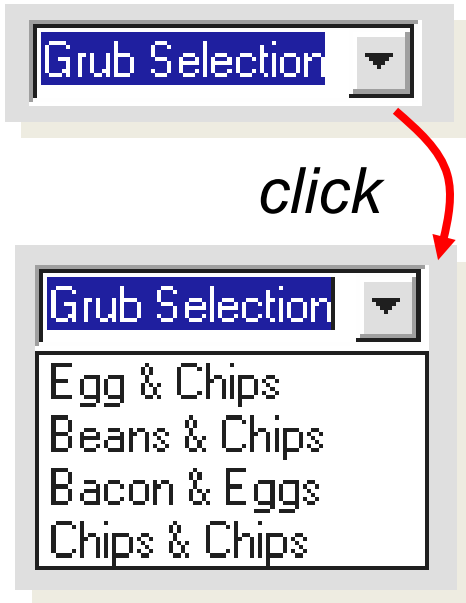 Grub Selection
click
Grub Selection
Egg & Chips
Beans & Chips
Bacon & Eggs
Chips & Chips